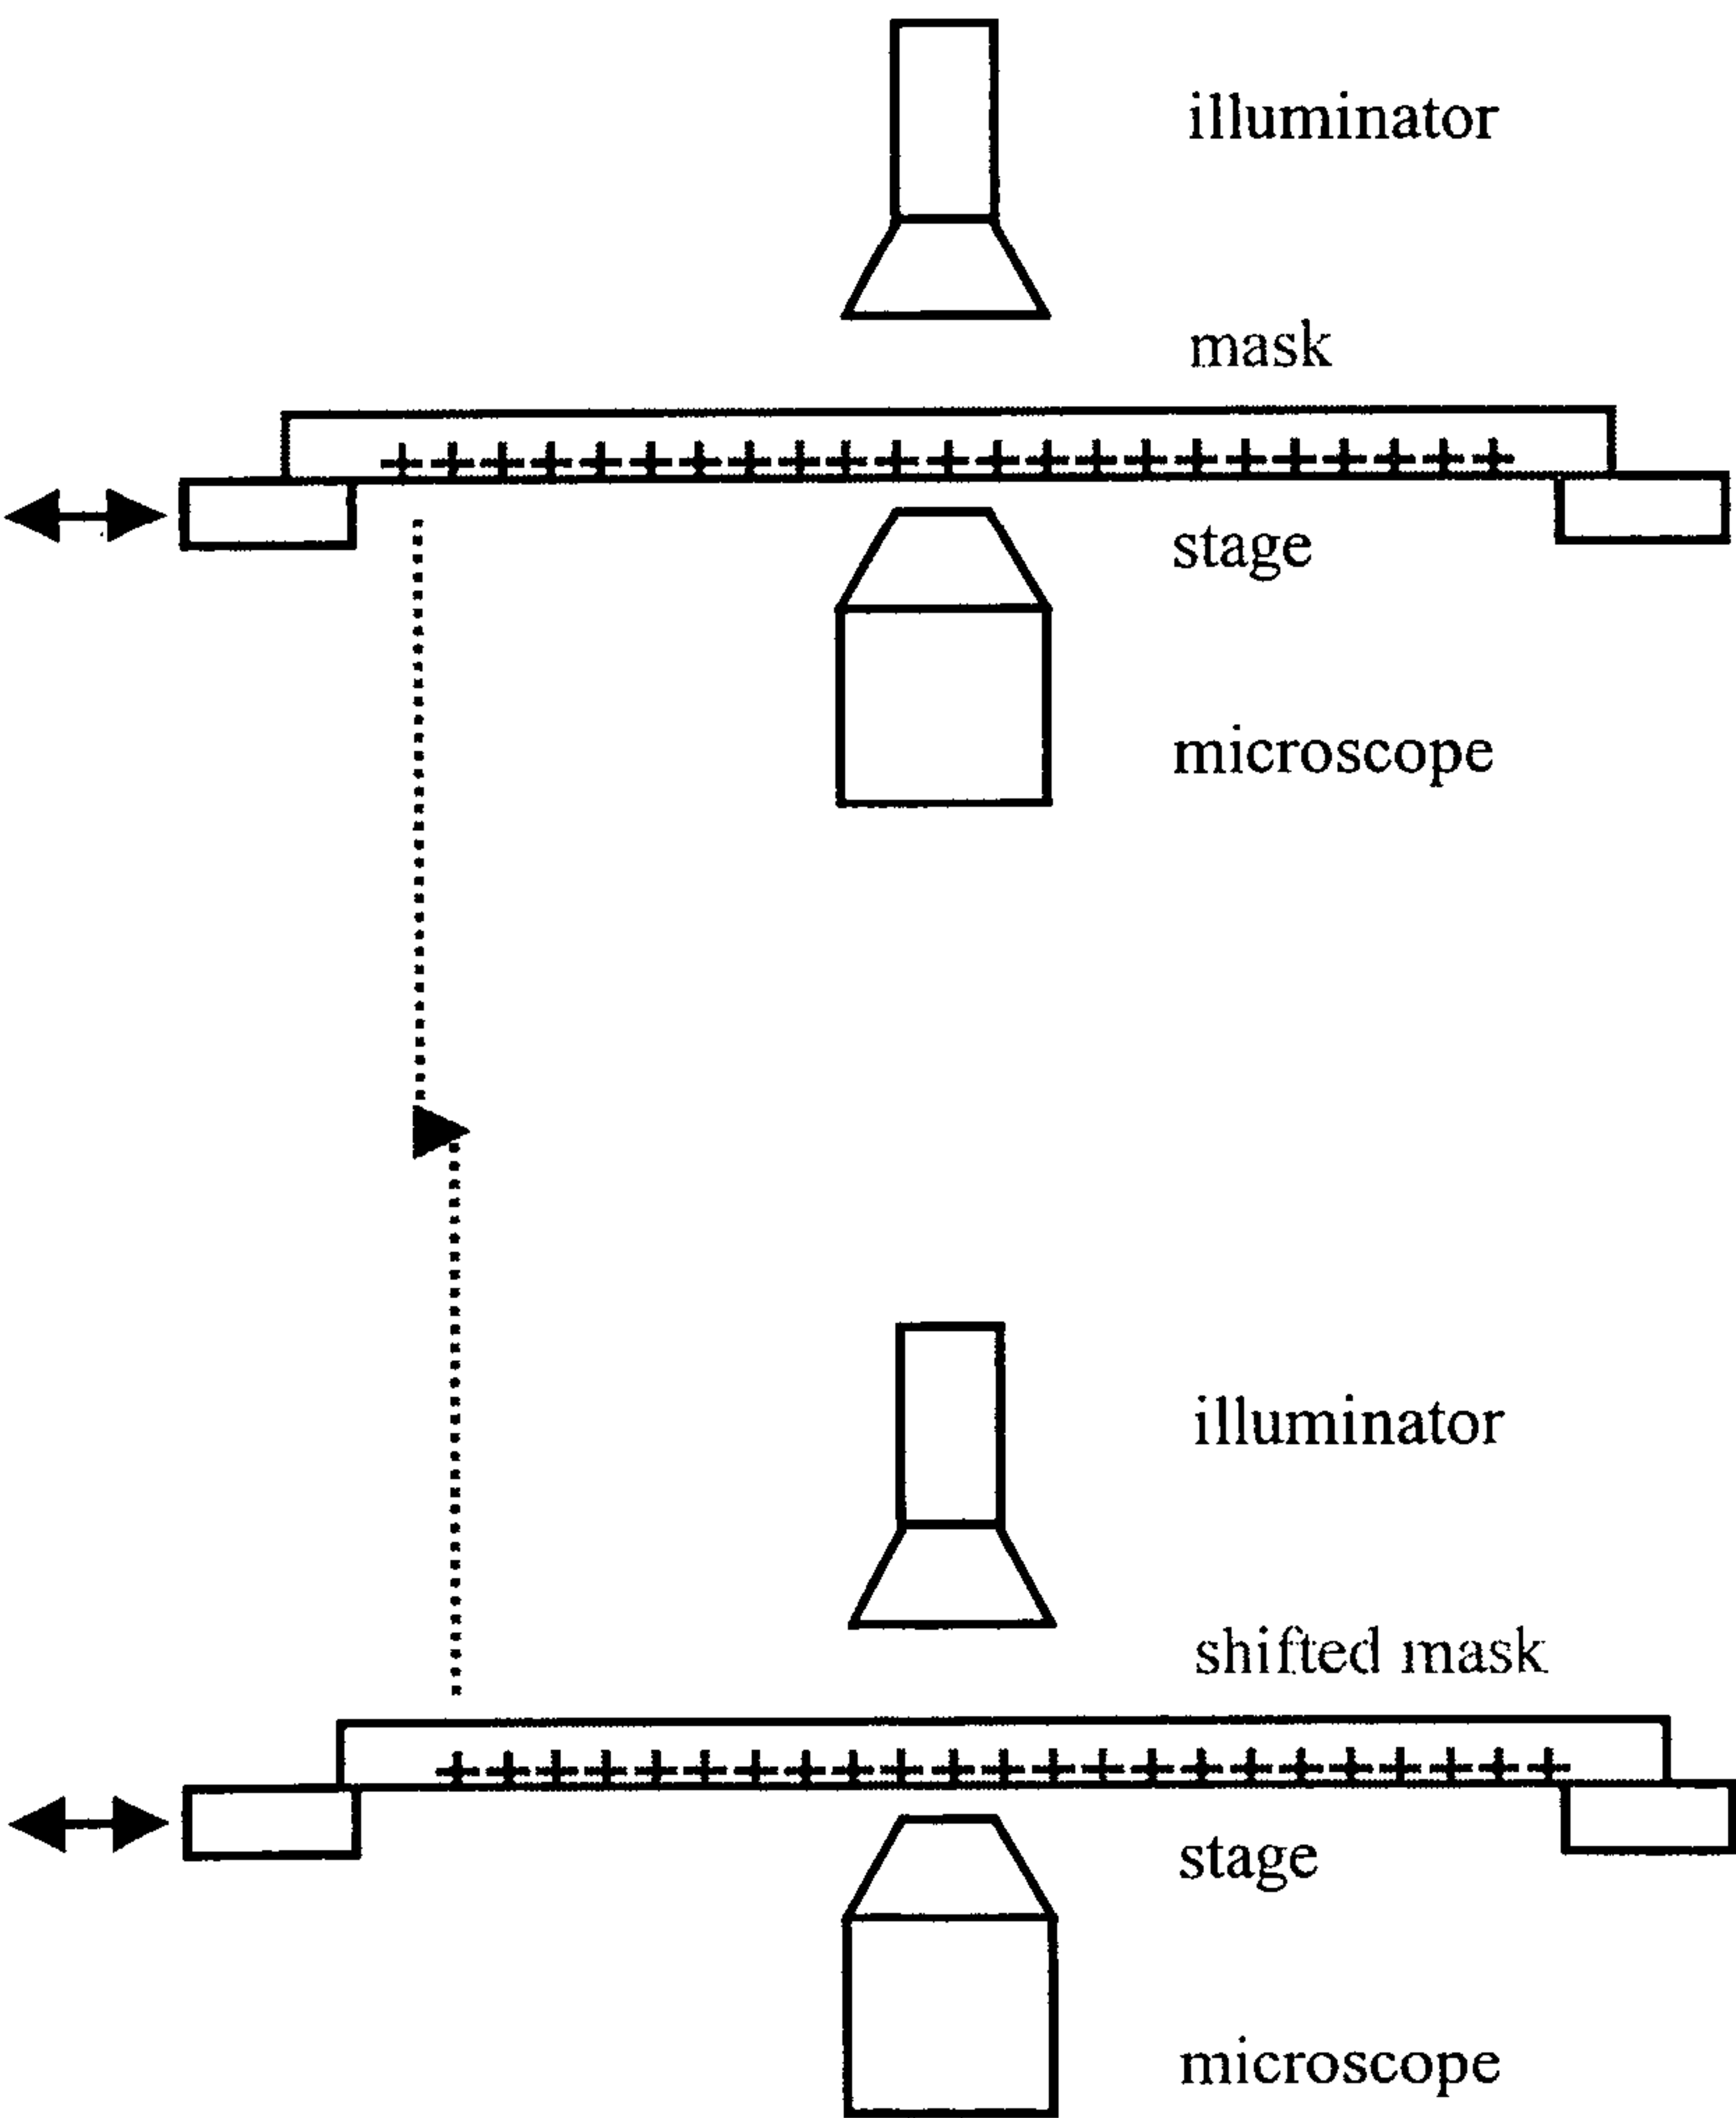 illuminator
mask
stage
microscope
illuminator
shifted mask
stage
microscope